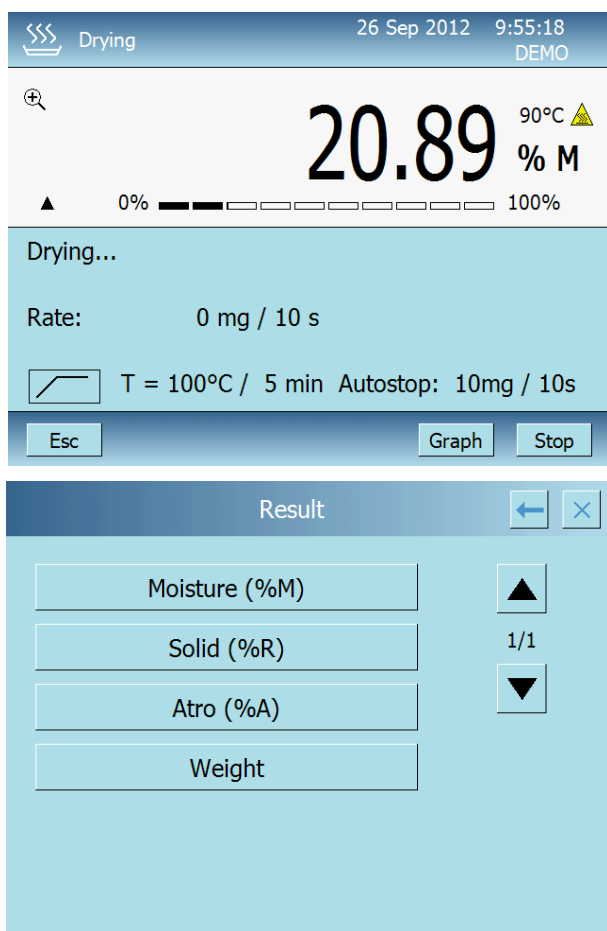 Drying 26 Sep 2012 9:55:18
DEMO
20.89 90°C
% M
0% 100%
Drying...
Rate: 0 mg / 10 s
T = 100°C / 5 min Autostop: 10mg / 10s
Esc Graph Stop
Result
Moisture (%M)
Solid (%R) 1/1
Atro (%A)
Weight